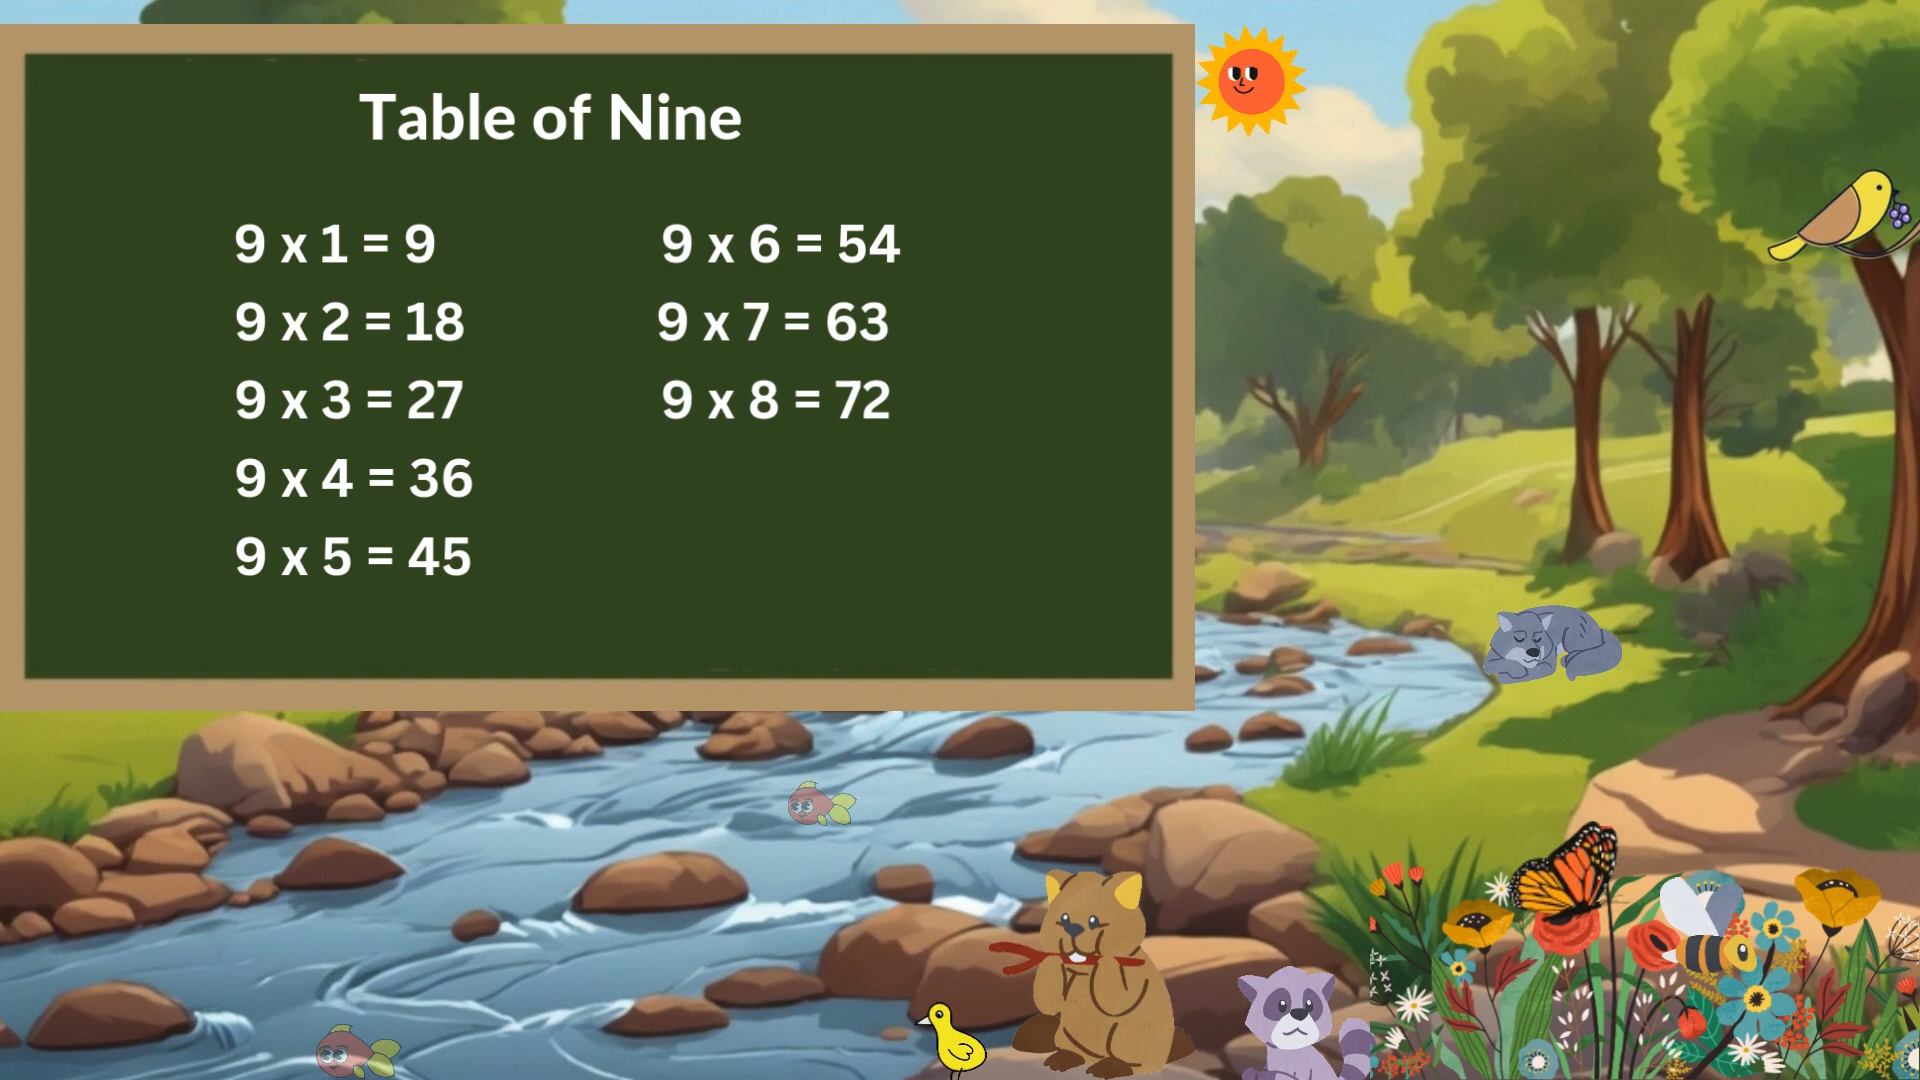 Table of Nine
9 x 1 = 9
9 x 2 = 18
9 x 3 = 27
9 x 4 = 36
9 x 5 = 45
9 x 6 = 54
9 x 7 = 63
9 x 8 = 72